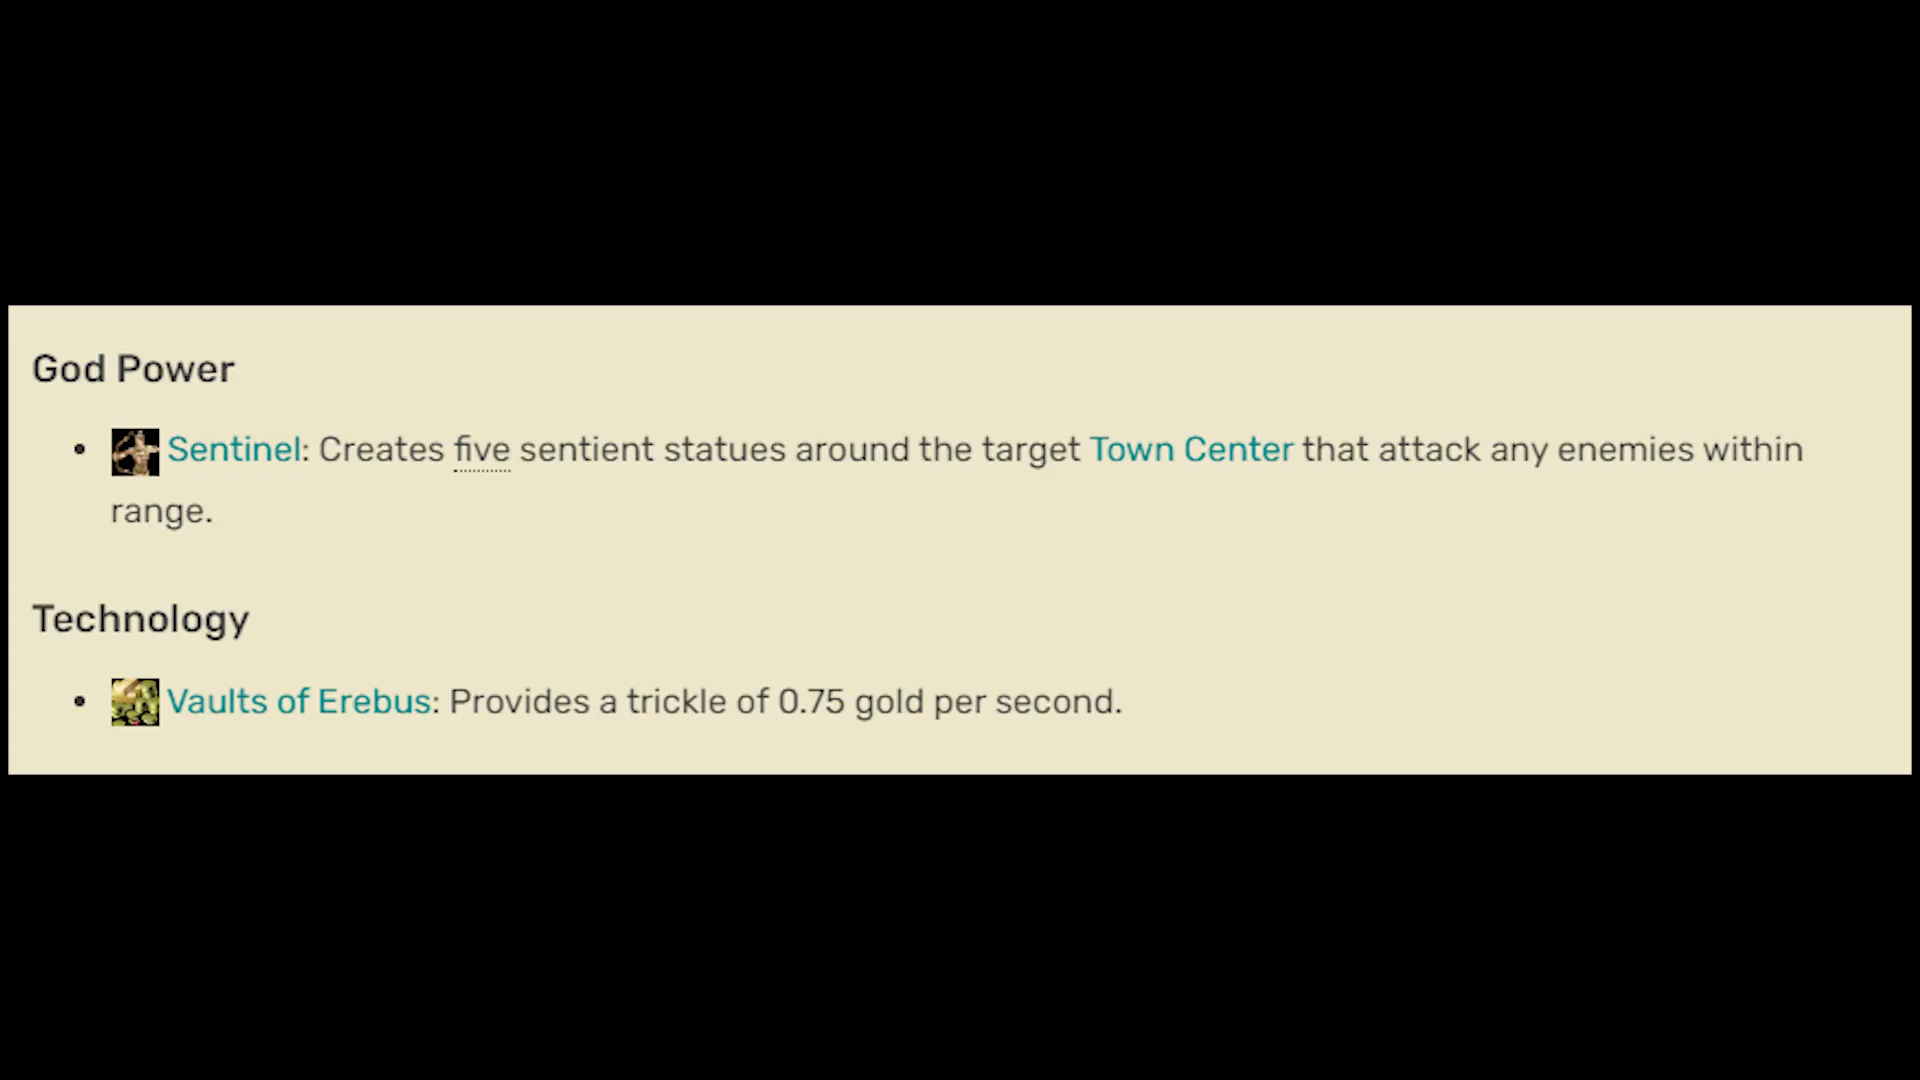 God Power
Sentinel: Creates five sentient statues around the target Town Center that attack any enemies within
range.
Technology
Vaults of Erebus: Provides a trickle of 0.75 gold per second.